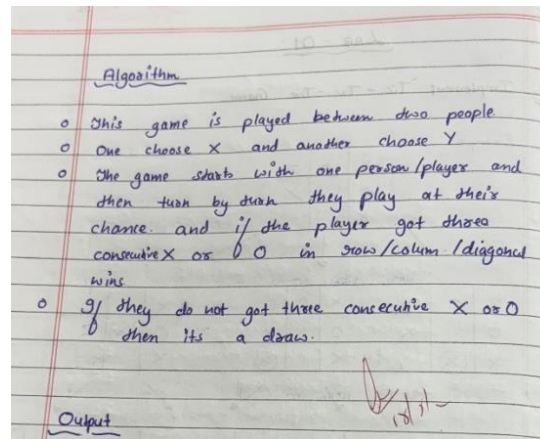 Algorithm
o This game is played between two people
o One choose X and another choose Y
o The game starts with one person/player and
then turn by turn they play at their
chance. and if the player got three
consecutive X or O in row/colum/diagonal
wins
o If they do not got three consecutive X or O
then its a draw.
Output